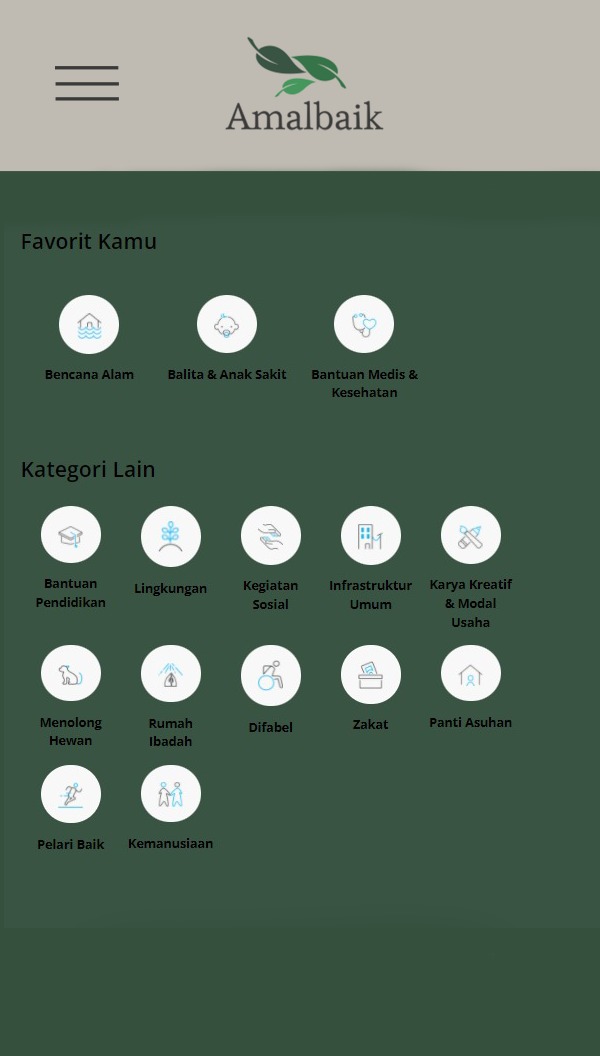 Amalbaik
Favorit Kamu
Bencana Alam
Balita & Anak Sakit
Bantuan Medis &
Kesehatan
Kategori Lain
Bantuan
Pendidikan
Lingkungan
Kegiatan
Sosial
Infrastruktur
Umum
Karya Kreatif
& Modal
Usaha
Menolong
Hewan
Rumah
Ibadah
Difabel
Zakat
Panti Asuhan
Pelari Baik
Kemanusiaan